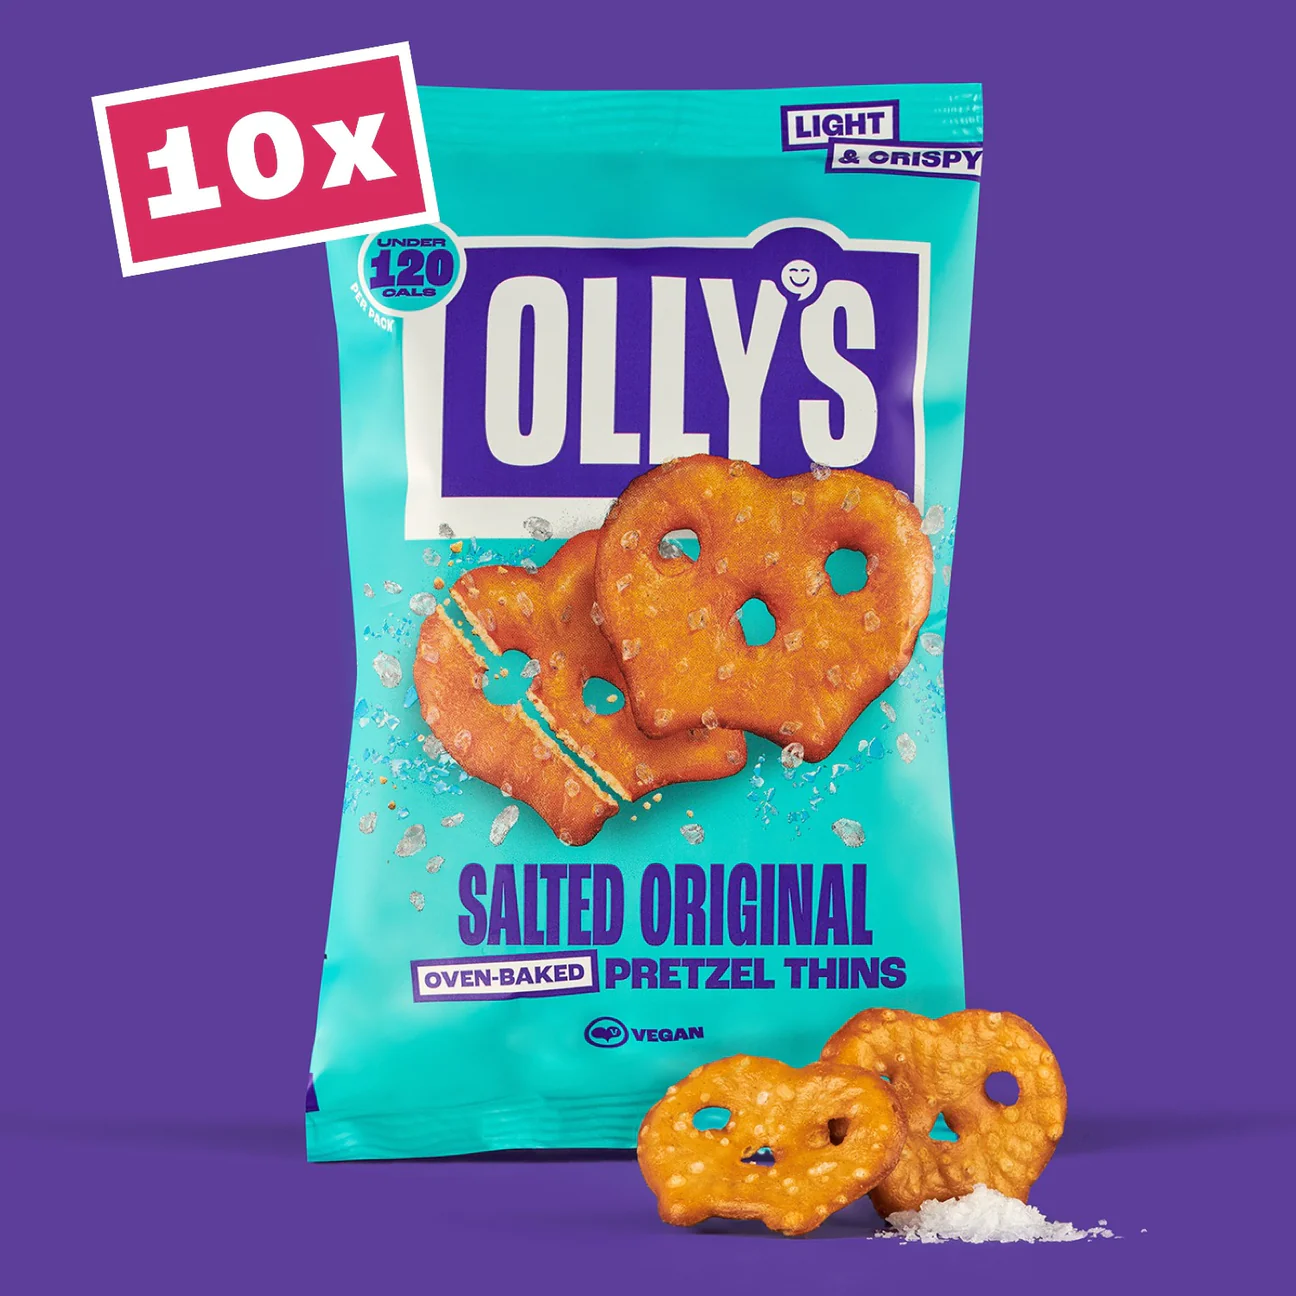 10x
LIGHT
& CRISPY
UNDER
120
CALS
PER PACK
OLLY'S
SALTED ORIGINAL
OVEN-BAKED PRETZEL THINS
VEGAN